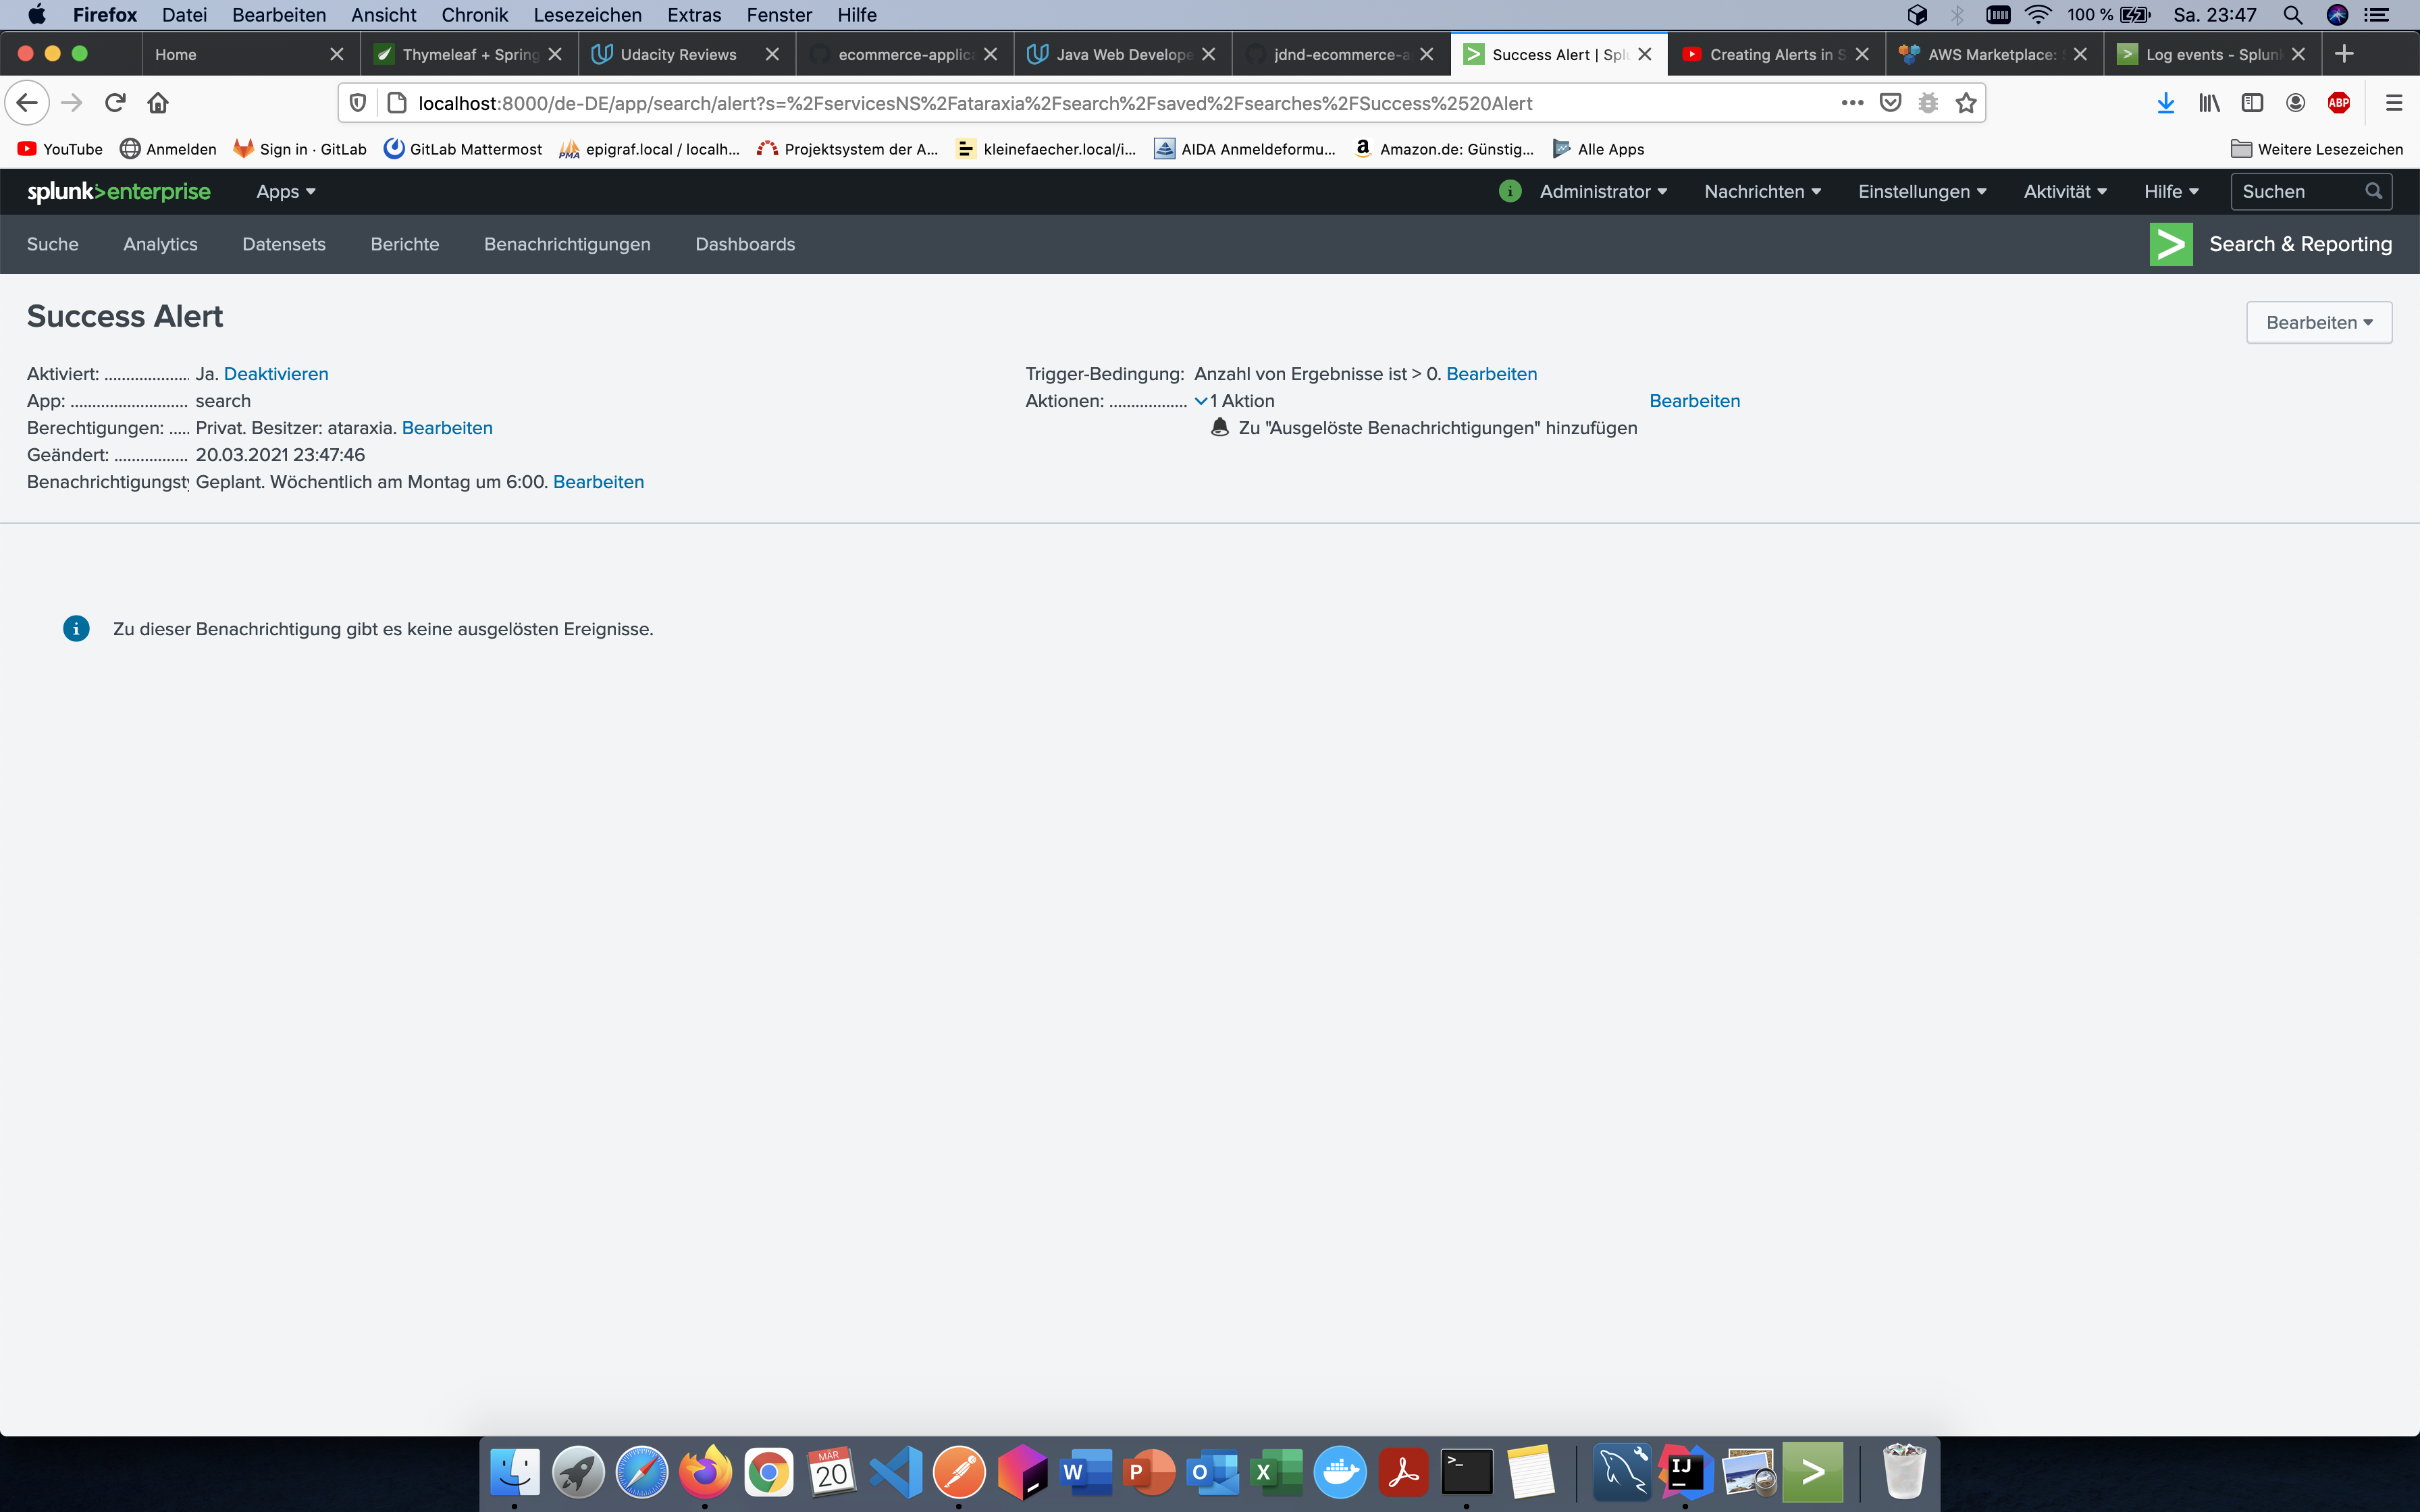 Firefox Datei Bearbeiten Ansicht Chronik Lesezeichen Extras Fenster Hilfe 100 % Sa. 23:47
Home Thymeleaf + Spring Udacity Reviews ecommerce-applic Java Web Develope jdnd-ecommerce-a Success Alert | Spl Creating Alerts in S AWS Marketplace: Log events - Splun
localhost:8000/de-DE/app/search/alert?s=%2FservicesNS%2Fataraxia%2Fsearch%2Fsaved%2Fsearches%2FSuccess%2520Alert ABP
YouTube Anmelden Sign in · GitLab GitLab Mattermost PMA epigraf.local / localh... Projektsystem der A... kleinefaecher.local/i... AIDA Anmeldeformu... a Amazon.de: Günstig... Alle Apps Weitere Lesezeichen
splunk>enterprise Apps i Administrator Nachrichten Einstellungen Aktivität Hilfe Suchen
Suche Analytics Datensets Berichte Benachrichtigungen Dashboards > Search & Reporting
Success Alert Bearbeiten
Aktiviert: ................... Ja. Deaktivieren Trigger-Bedingung: Anzahl von Ergebnisse ist > 0. Bearbeiten
App: .......................... search Aktionen: ................. 1 Aktion Bearbeiten
Berechtigungen: ..... Privat. Besitzer: ataraxia. Bearbeiten Zu "Ausgelöste Benachrichtigungen" hinzufügen
Geändert: ................ 20.03.2021 23:47:46
Benachrichtigungst Geplant. Wöchentlich am Montag um 6:00. Bearbeiten
i Zu dieser Benachrichtigung gibt es keine ausgelösten Ereignisse.
MÄR 20 W P O X >_ IJ >